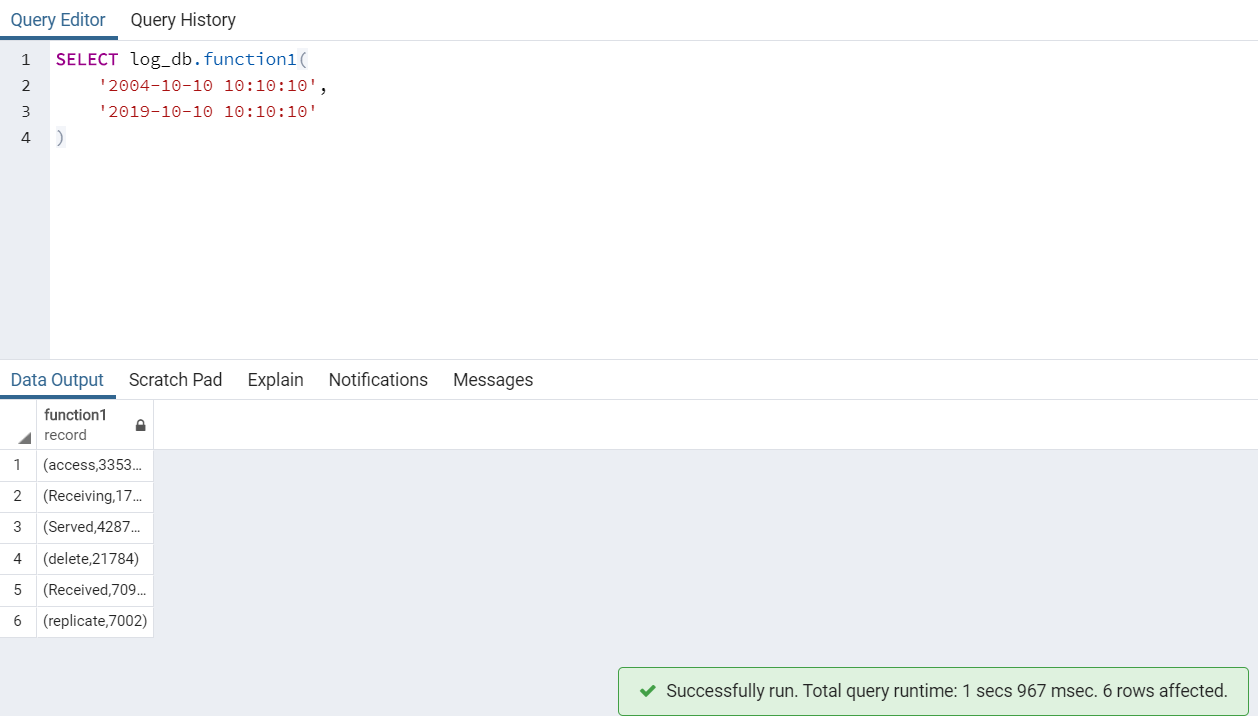 Query Editor Query History
1 SELECT log_db.function1(
2 '2004-10-10 10:10:10',
3 '2019-10-10 10:10:10'
4 )
Data Output Scratch Pad Explain Notifications Messages
function1
record
1 (access,3353...
2 (Receiving,17...
3 (Served,4287...
4 (delete,21784)
5 (Received,709...
6 (replicate,7002)
Successfully run. Total query runtime: 1 secs 967 msec. 6 rows affected.